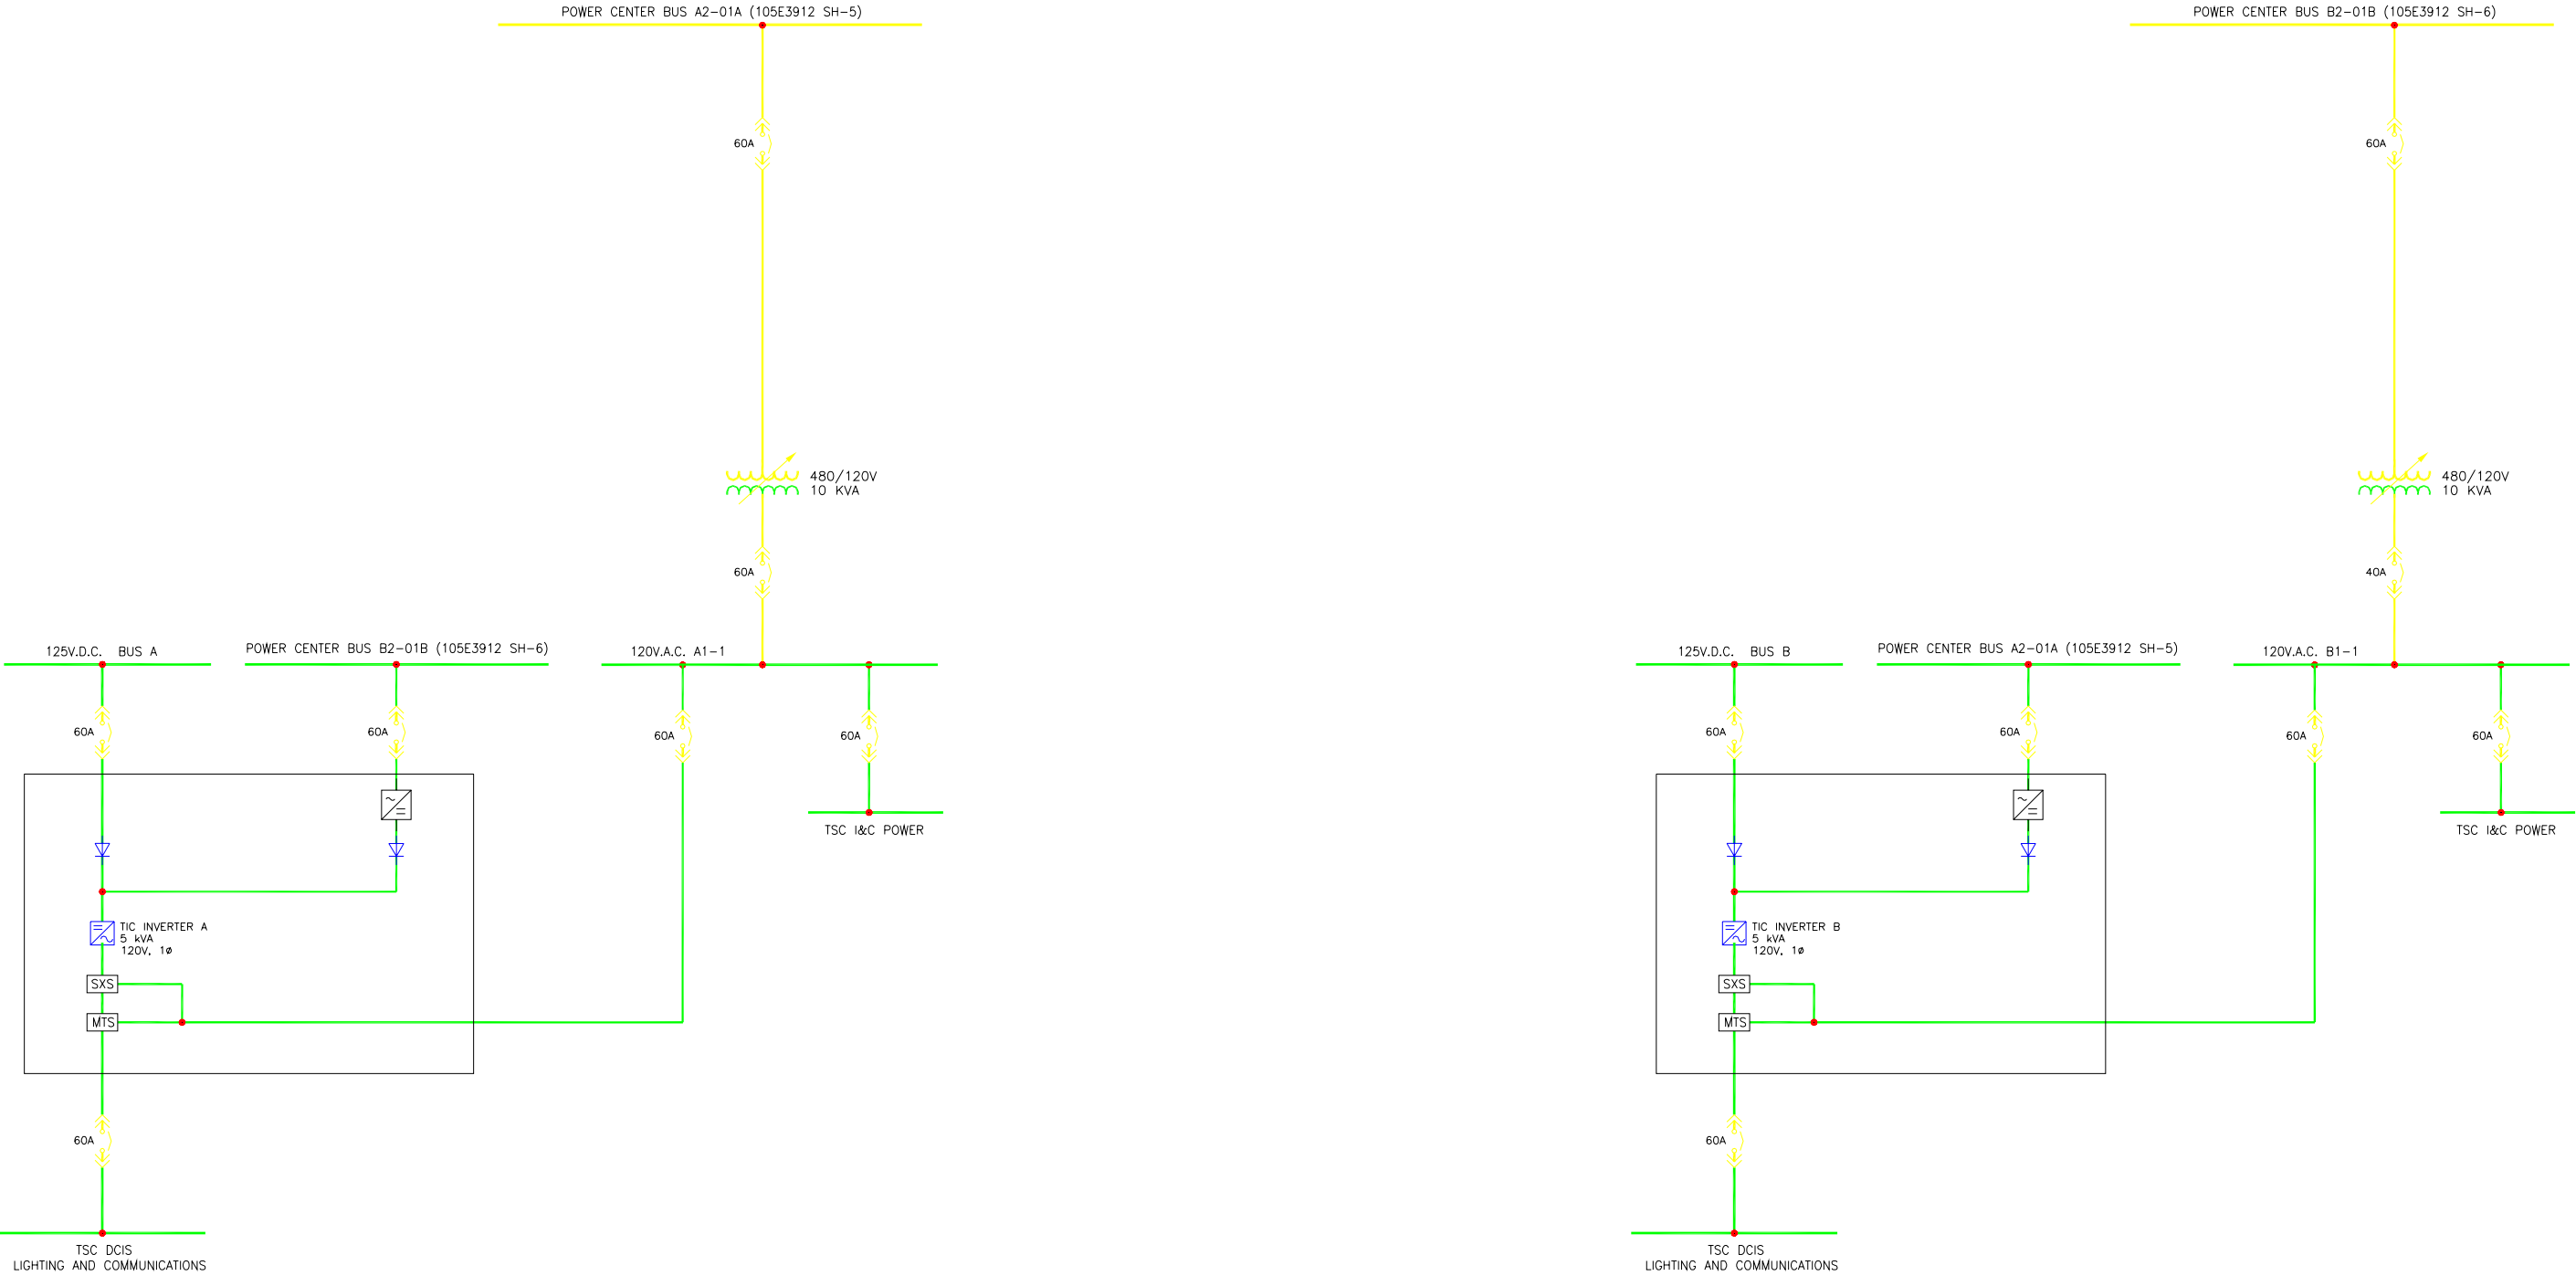 POWER CENTER BUS A2-01A (105E3912 SH-5)
POWER CENTER BUS B2-01B (105E3912 SH-6)
60A
60A
480/120V
10 KVA
480/120V
10 KVA
60A
40A
125V.D.C. BUS A
POWER CENTER BUS B2-01B (105E3912 SH-6)
120V.A.C. A1-1
125V.D.C. BUS B
POWER CENTER BUS A2-01A (105E3912 SH-5)
120V.A.C. B1-1
60A
60A
60A
60A
60A
60A
60A
60A
TSC I&C POWER
TSC I&C POWER
TIC INVERTER A
5 kVA
120V, 1ø
TIC INVERTER B
5 kVA
120V, 1ø
SXS
SXS
MTS
MTS
60A
60A
TSC DCIS
LIGHTING AND COMMUNICATIONS
TSC DCIS
LIGHTING AND COMMUNICATIONS